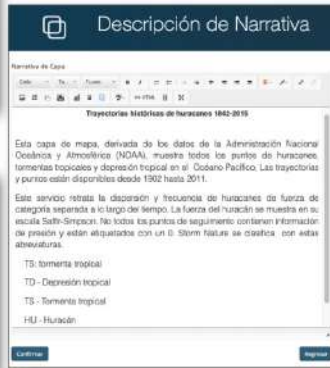 Descripción de Narrativa
Narrativa de Capa
HTML
Trayectorias históricas de huracanes 1842-2015
Esta capa de mapa, derivada de los datos de la Administración Nacional
Oceánica y Atmosférica (NOAA), muestra todos los puntos de huracanes,
tormentas tropicales y depresión tropical en el Océano Pacífico, Las trayectorias
y puntos están disponibles desde 1902 hasta 2011.
Este servicio retrata la dispersión y frecuencia de huracanes de fuerza de
categoría separada a lo largo del tiempo. La fuerza del huracán se muestra en su
escala Saffir-Simpson. No todos los puntos de seguimiento contienen información
de presión y están etiquetados con un 0. Storm Nature se clasifica con estas
abreviaturas.
TS: tormenta tropical
TD - Depresión tropical
TS - Tormenta tropical
HU - Huracán
Confirmar
Regresar